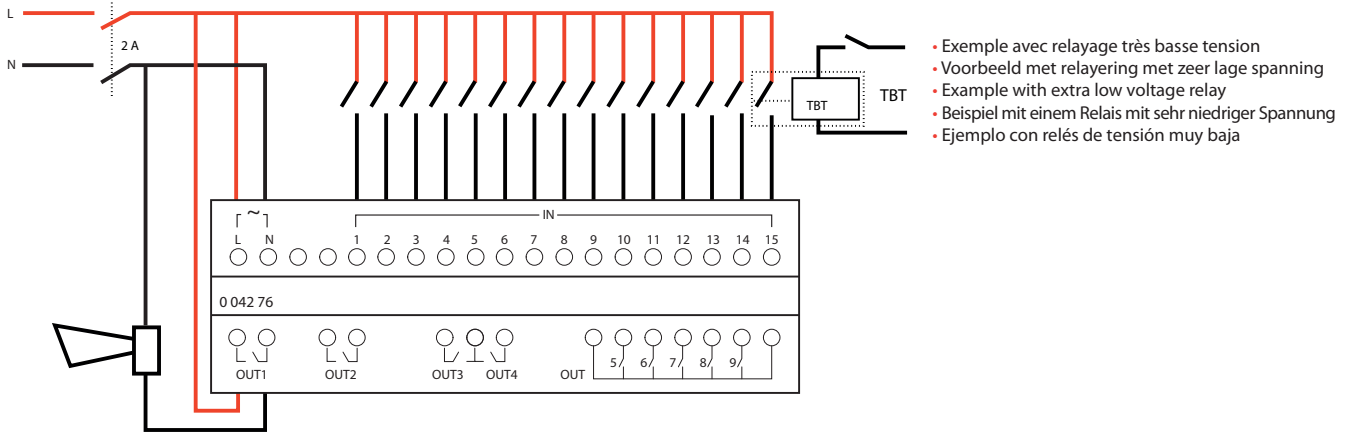 L
2 A
N
• Exemple avec relayage très basse tension
• Voorbeeld met relayering met zeer lage spanning
• Example with extra low voltage relay
• Beispiel mit einem Relais mit sehr niedriger Spannung
• Ejemplo con relés de tensión muy baja
TBT
TBT
~
IN
L N 1 2 3 4 5 6 7 8 9 10 11 12 13 14 15
0 042 76
5 6 7 8 9
OUT1 OUT2 OUT3 OUT4 OUT